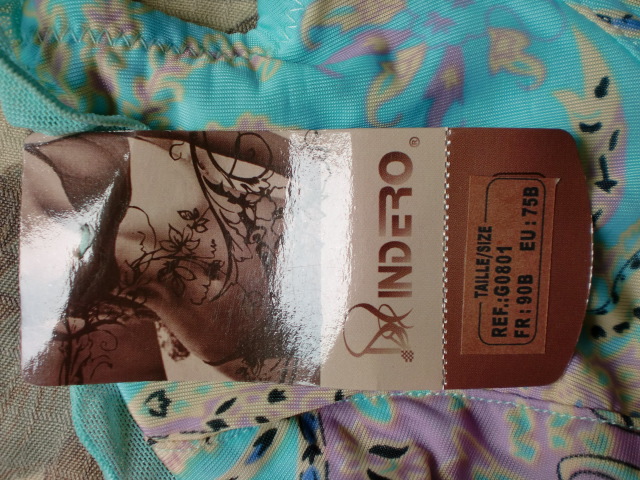 INDERO®
TAILLE/SIZE
REF.:G0801
FR: 90B EU: 75B